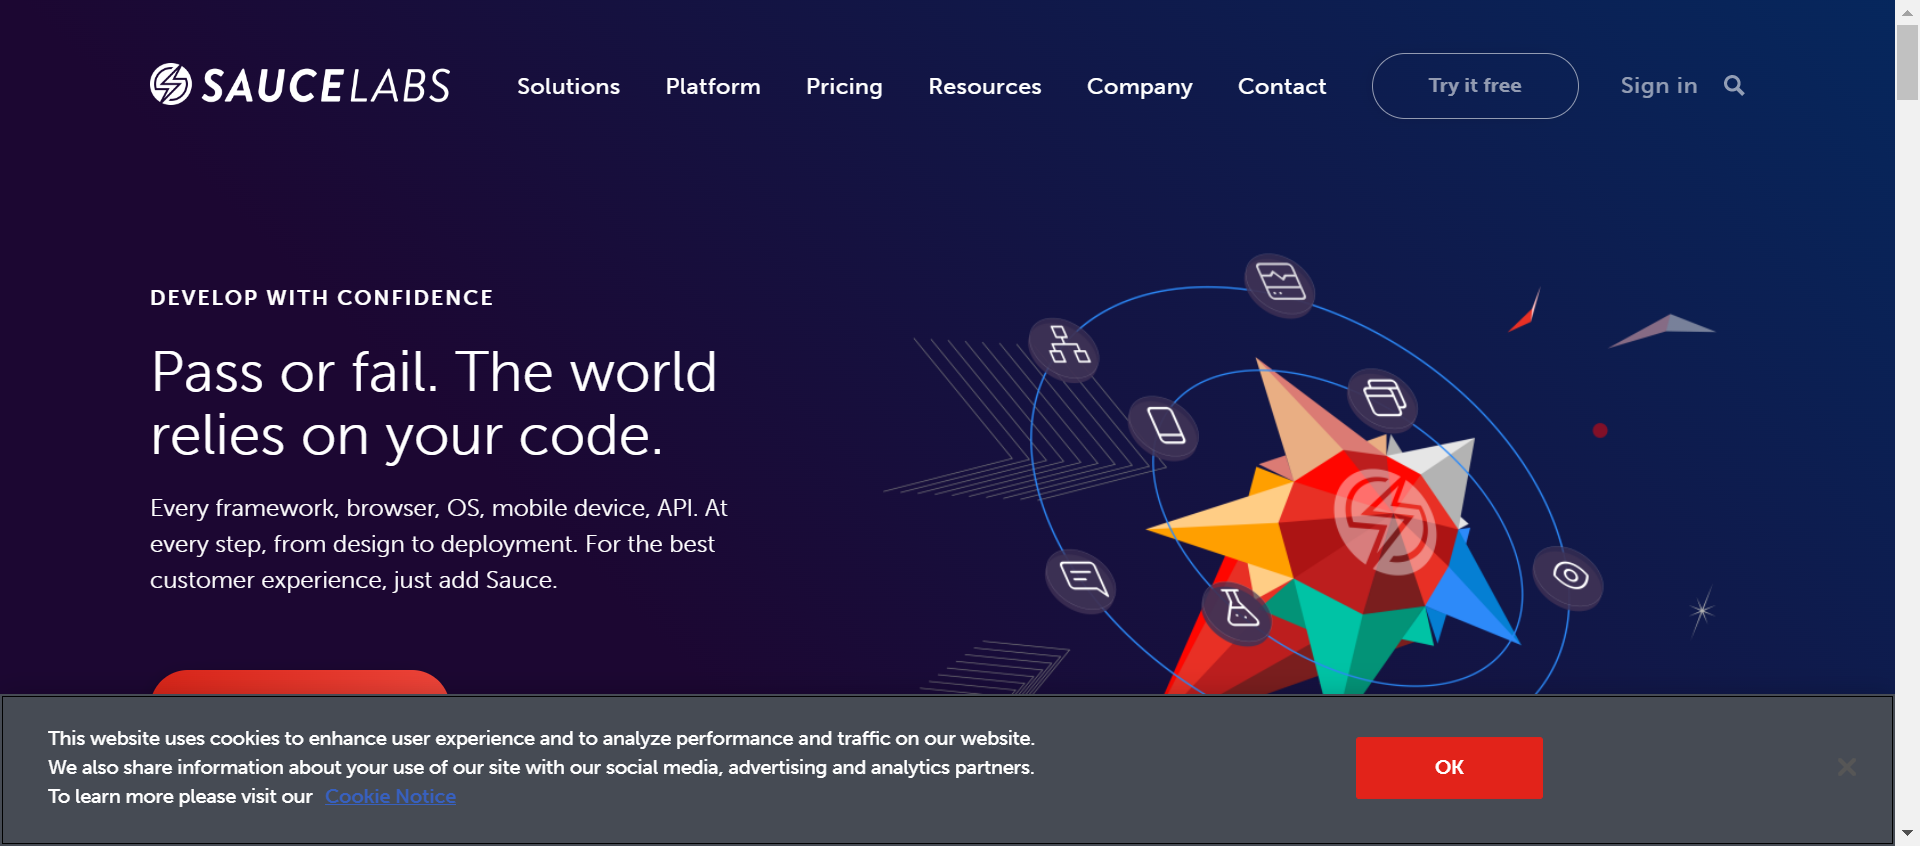 SAUCELABS
Solutions
Platform
Pricing
Resources
Company
Contact
Try it free
Sign in
DEVELOP WITH CONFIDENCE
Pass or fail. The world
relies on your code.
Every framework, browser, OS, mobile device, API. At
every step, from design to deployment. For the best
customer experience, just add Sauce.
This website uses cookies to enhance user experience and to analyze performance and traffic on our website.
We also share information about your use of our site with our social media, advertising and analytics partners.
To learn more please visit our Cookie Notice
OK